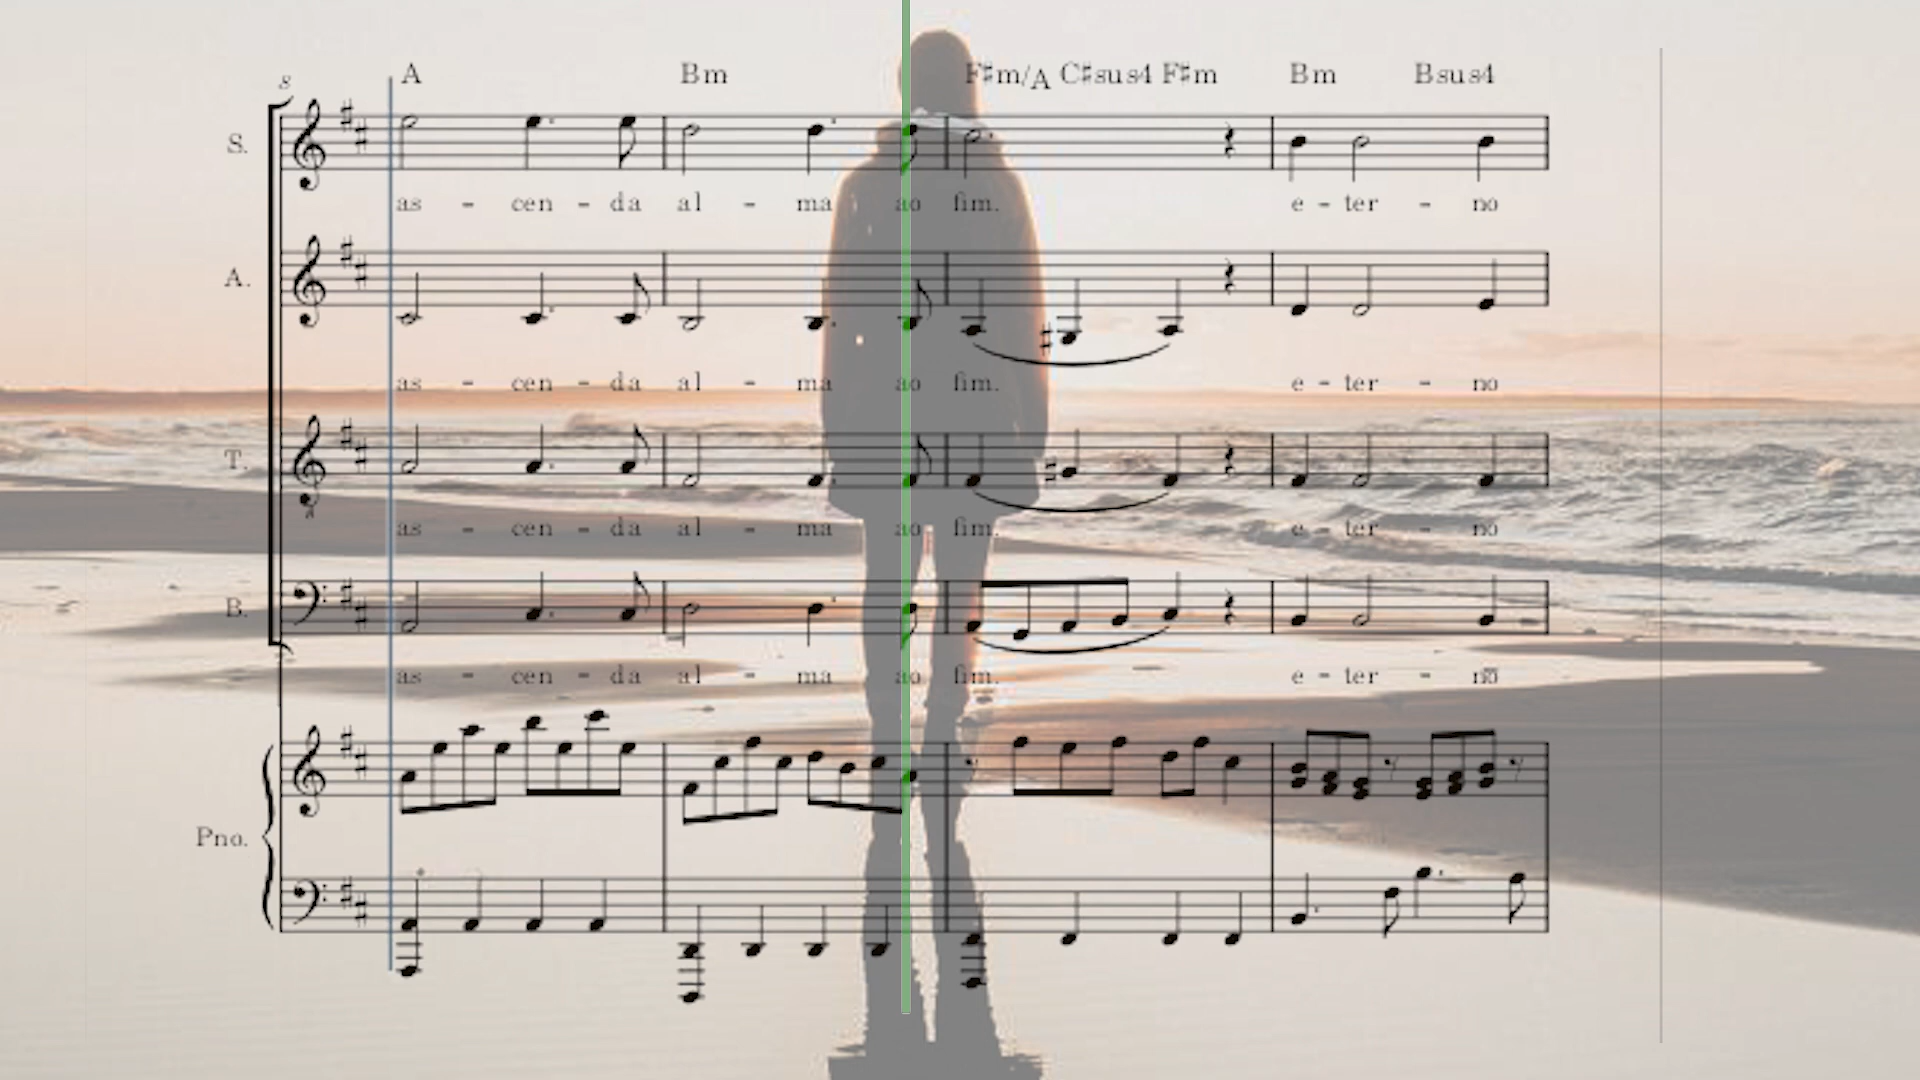 8
A Bm F♯m/A C♯sus4 F♯m Bm Bsus4
S.
as - cen - da al - ma ao fim. e - ter - no
A.
as - cen - da al - ma ao fim. e - ter - no
T.
8
as - cen - da al - ma ao fim. e - ter - no
B.
as - cen - da al - ma ao fim. e - ter - no
Pno.